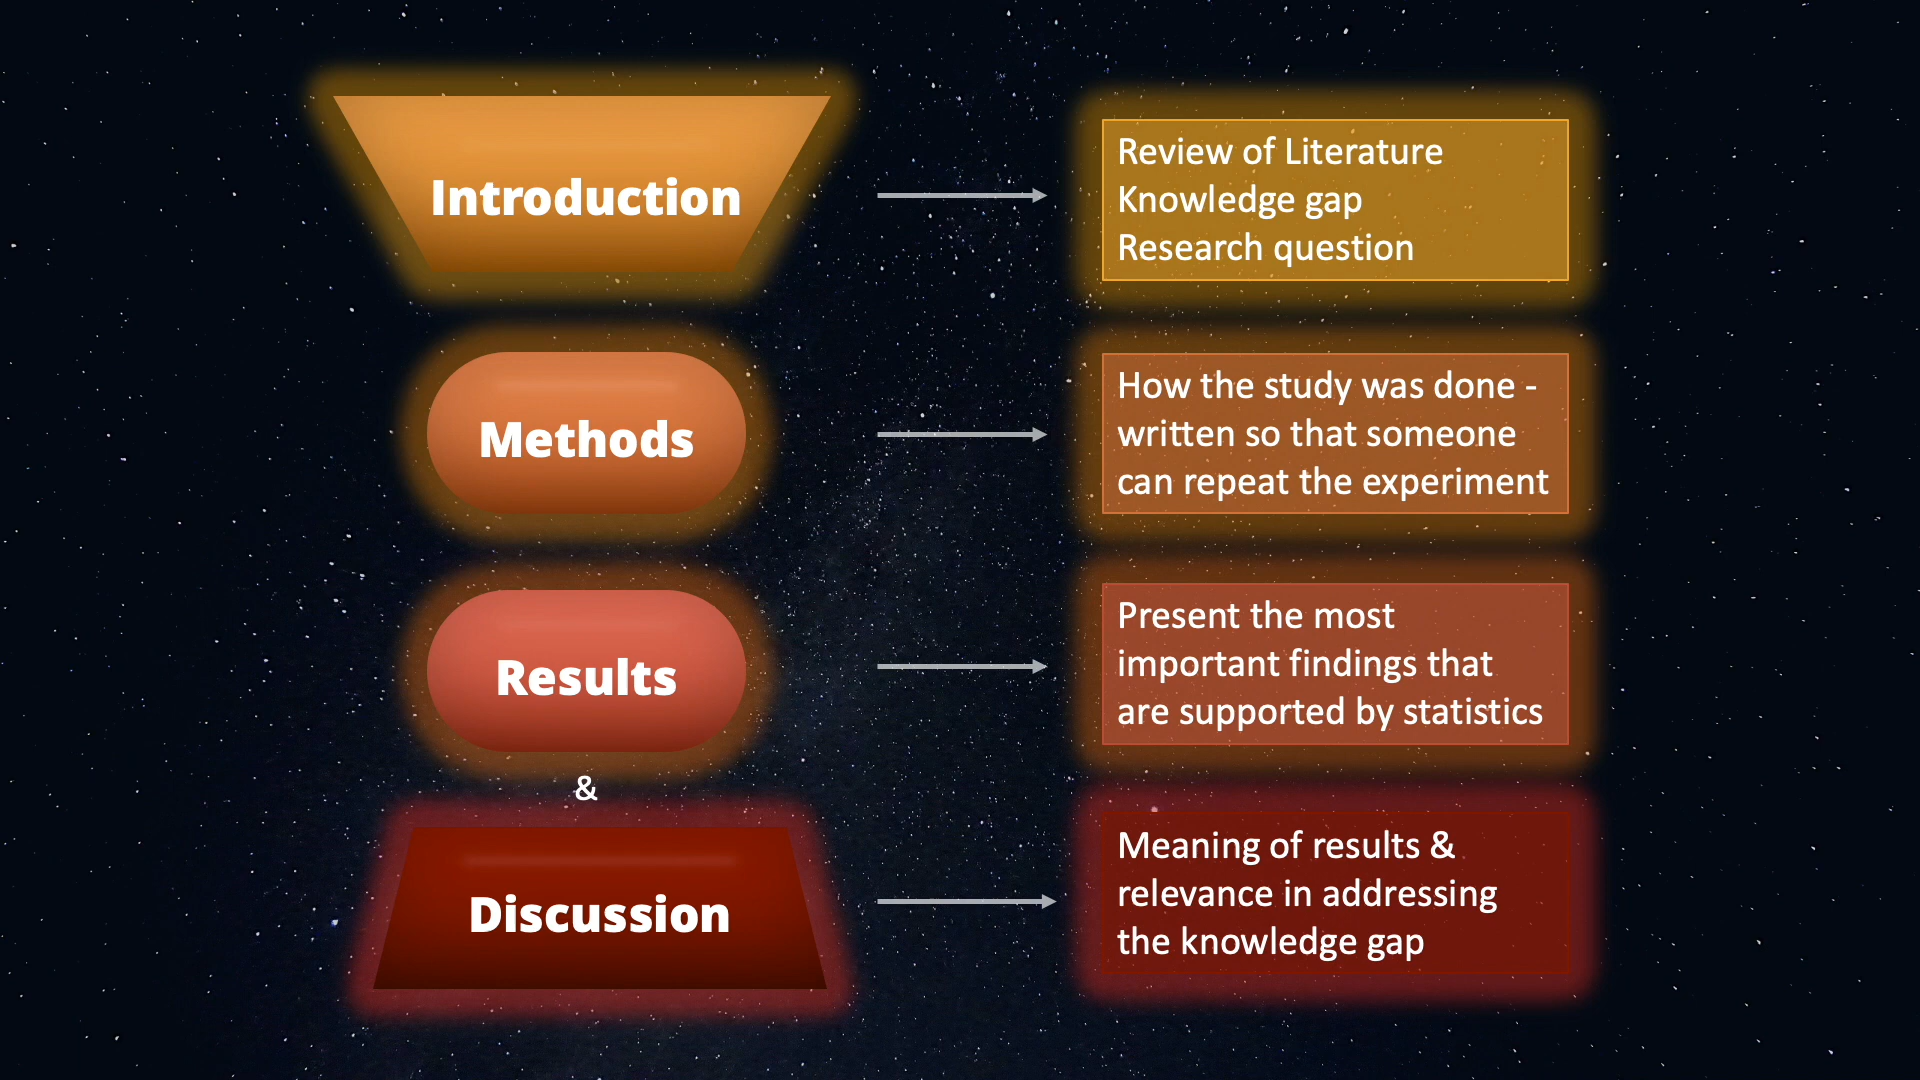 Introduction
Review of Literature
Knowledge gap
Research question
Methods
How the study was done -
written so that someone
can repeat the experiment
Results
Present the most
important findings that
are supported by statistics
&
Discussion
Meaning of results &
relevance in addressing
the knowledge gap